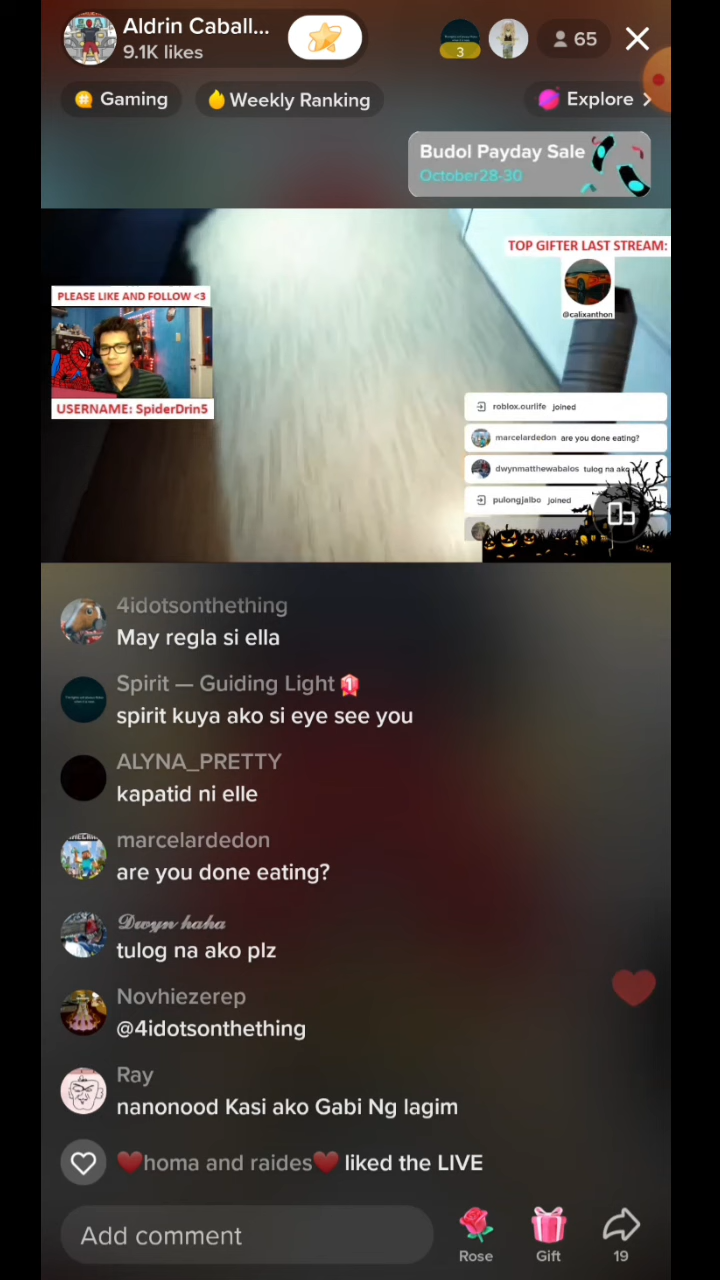 Aldrin Caball...
9.1K likes
3
65
Gaming
Weekly Ranking
Explore
Budol Payday Sale
October28-30
TOP GIFTER LAST STREAM:
@calixanthon
PLEASE LIKE AND FOLLOW <3
USERNAME: SpiderDrin5
roblox.ourlife joined
marcelardedon are you done eating?
dwynmatthewabalos tulog na ako
pulongjalbo joined
4idotsonthething
May regla si ella
Spirit — Guiding Light 1
spirit kuya ako si eye see you
ALYNA_PRETTY
kapatid ni elle
marcelardedon
are you done eating?
𝒟𝓌𝓎𝓃 𝒽𝒶𝒽𝒶
tulog na ako plz
Novhiezerep
@4idotsonthething
Ray
nanonood Kasi ako Gabi Ng lagim
homa and raides liked the LIVE
Add comment
Rose
Gift
19